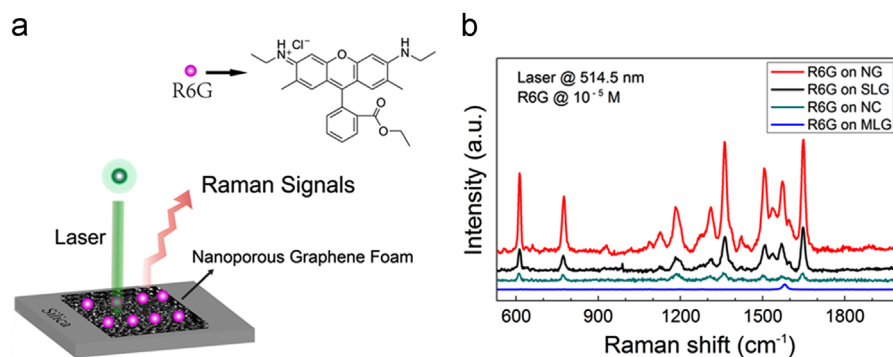 a
R6G
H
N+
Cl-
O
H
N
O
O
Raman Signals
Laser
Nanoporous Graphene Foam
Silica
b
Laser @ 514.5 nm
R6G @ 10⁻⁵ M
R6G on NG
R6G on SLG
R6G on NC
R6G on MLG
Intensity (a.u.)
600 900 1200 1500 1800
Raman shift (cm⁻¹)